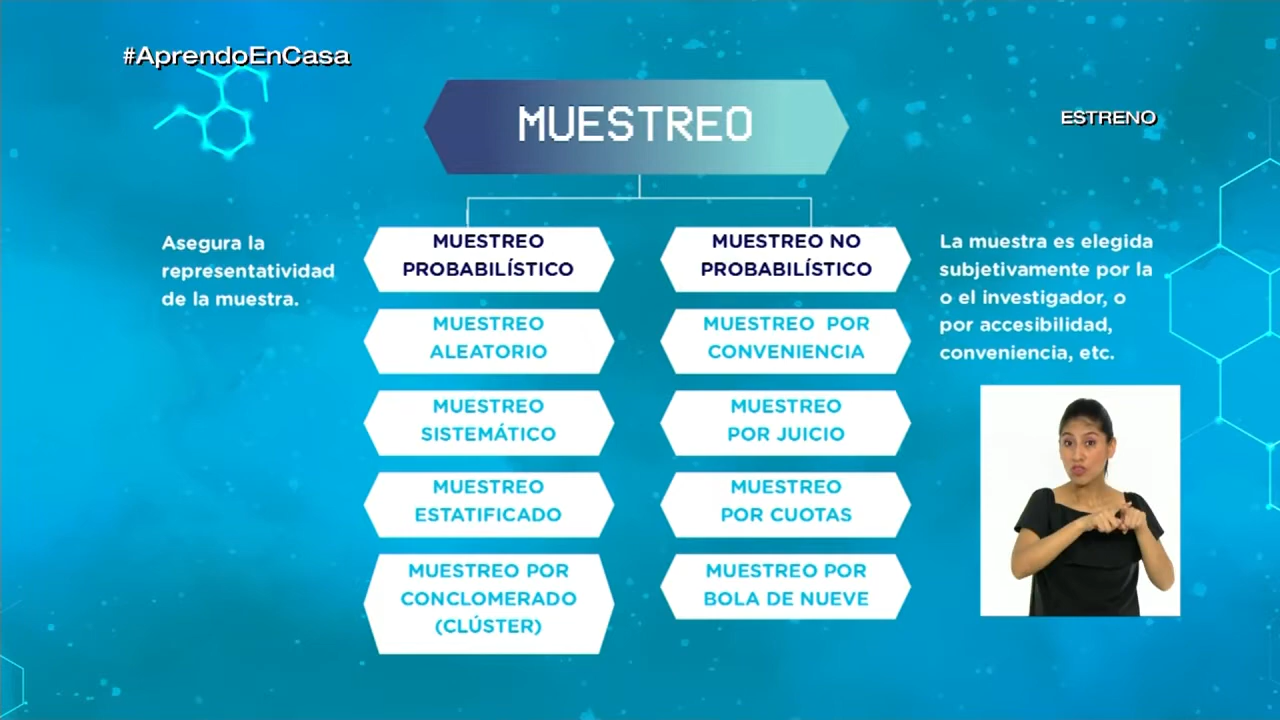 #AprendoEnCasa
ESTRENO
MUESTREO
Asegura la
representatividad
de la muestra.
MUESTREO
PROBABILÍSTICO
MUESTREO
ALEATORIO
MUESTREO
SISTEMÁTICO
MUESTREO
ESTATIFICADO
MUESTREO POR
CONCLOMERADO
(CLÚSTER)
MUESTREO NO
PROBABILÍSTICO
MUESTREO POR
CONVENIENCIA
MUESTREO
POR JUICIO
MUESTREO
POR CUOTAS
MUESTREO POR
BOLA DE NUEVE
La muestra es elegida
subjetivamente por la
o el investigador, o
por accesibilidad,
conveniencia, etc.